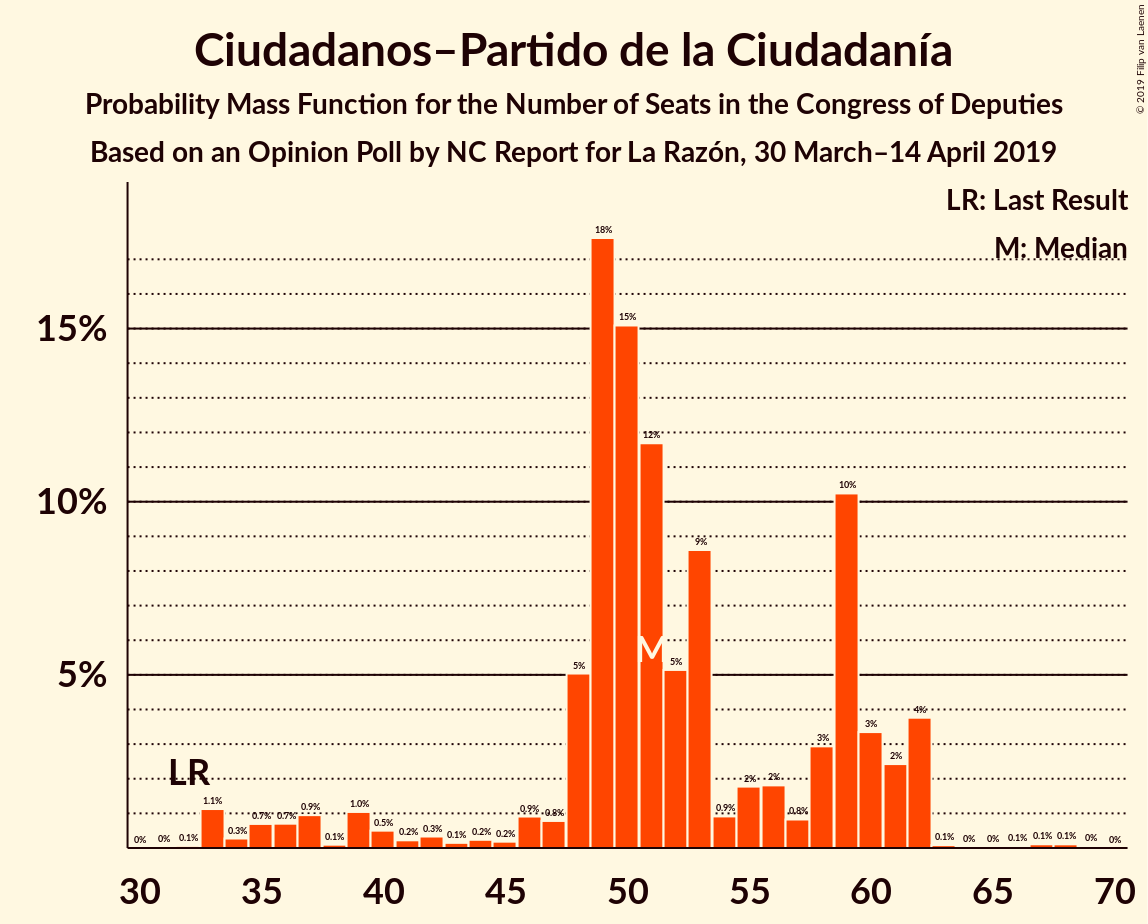 Ciudadanos–Partido de la Ciudadanía
Probability Mass Function for the Number of Seats in the Congress of Deputies
Based on an Opinion Poll by NC Report for La Razón, 30 March–14 April 2019
© 2019 Filip van Laenen
LR: Last Result
M: Median
15%
10%
5%
LR
M
0% 0% 0.1% 1.1% 0.3% 0.7% 0.7% 0.9% 0.1% 1.0% 0.5% 0.2% 0.3% 0.1% 0.2% 0.2% 0.9% 0.8% 5% 18% 15% 12% 5% 9% 0.9% 2% 2% 0.8% 3% 10% 3% 2% 4% 0.1% 0% 0% 0.1% 0.1% 0.1% 0% 0%
30 35 40 45 50 55 60 65 70